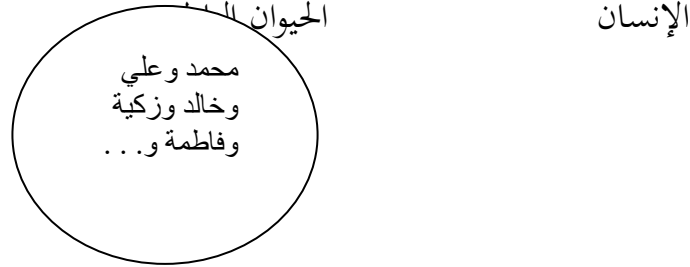 الإنسان الحيوان
محمد وعلي
وخالد وزكية
وفاطمة و. . .